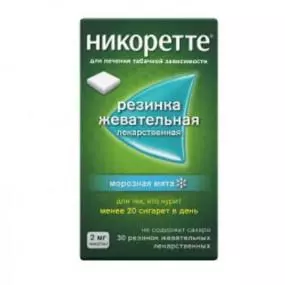 никоретте®
для лечения табачной зависимости
резинка
жевательная
лекарственная
морозная мята
для тех, кто курит
менее 20 сигарет в день
не содержит сахара
2 мг
30 резинок жевательных
лекарственных